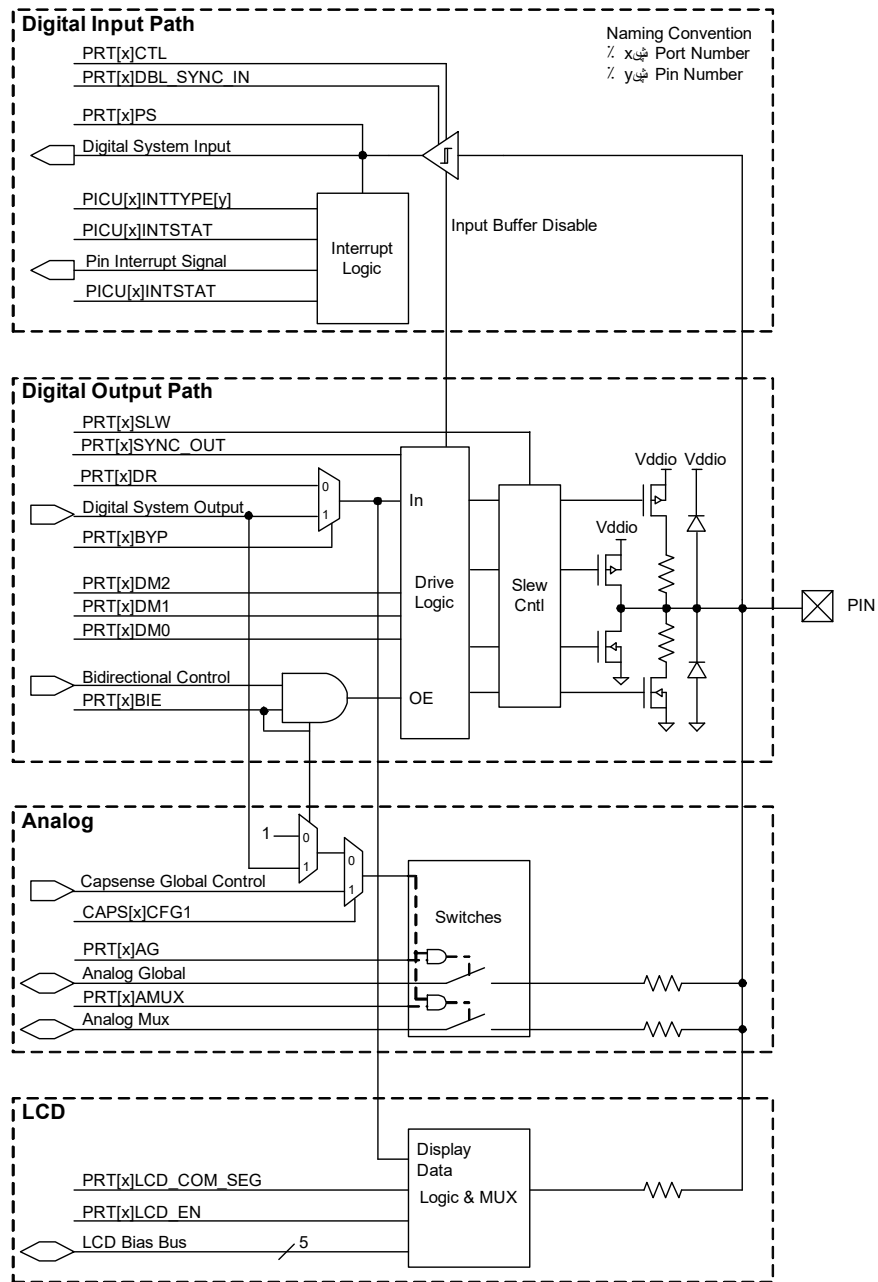 Digital Input Path
Naming Convention
x Port Number
y Pin Number
PRT[x]CTL
PRT[x]DBL_SYNC_IN
PRT[x]PS
Digital System Input
PICU[x]INTTYPE[y]
PICU[x]INTSTAT
Pin Interrupt Signal
PICU[x]INTSTAT
Interrupt
Logic
Input Buffer Disable
Digital Output Path
PRT[x]SLW
PRT[x]SYNC_OUT
PRT[x]DR
Digital System Output
PRT[x]BYP
0
1
PRT[x]DM2
PRT[x]DM1
PRT[x]DM0
Bidirectional Control
PRT[x]BIE
In
Drive
Logic
OE
Slew
Cntl
Vddio Vddio
Vddio
PIN
Analog
1
0
1
0
1
Capsense Global Control
CAPS[x]CFG1
Switches
PRT[x]AG
Analog Global
PRT[x]AMUX
Analog Mux
LCD
Display
Data
Logic & MUX
PRT[x]LCD_COM_SEG
PRT[x]LCD_EN
LCD Bias Bus
5